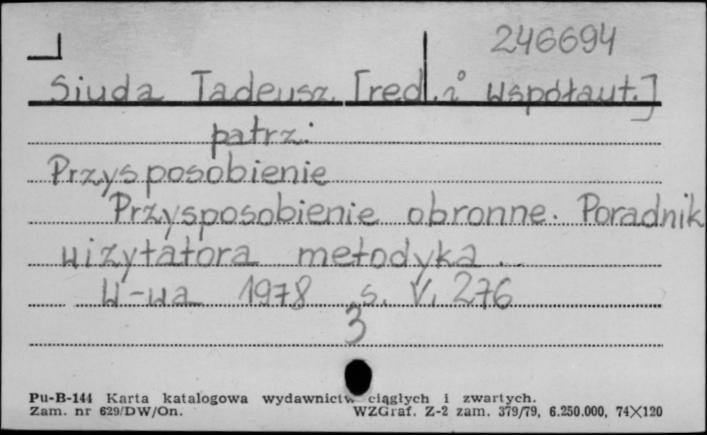 246694
Siuda Tadeusz [red. i współaut.]
patrz:
Przysposobienie
Przysposobienie obronne. Poradnik
wizytatora metodyka.
W-wa 1978 s. V, 276
3
Pu-B-144 Karta katalogowa wydawnictw ciągłych i zwartych.
Zam. nr 629/DW/On. WZGraf. Z-2 zam. 379/79, 6.250.000, 74X120